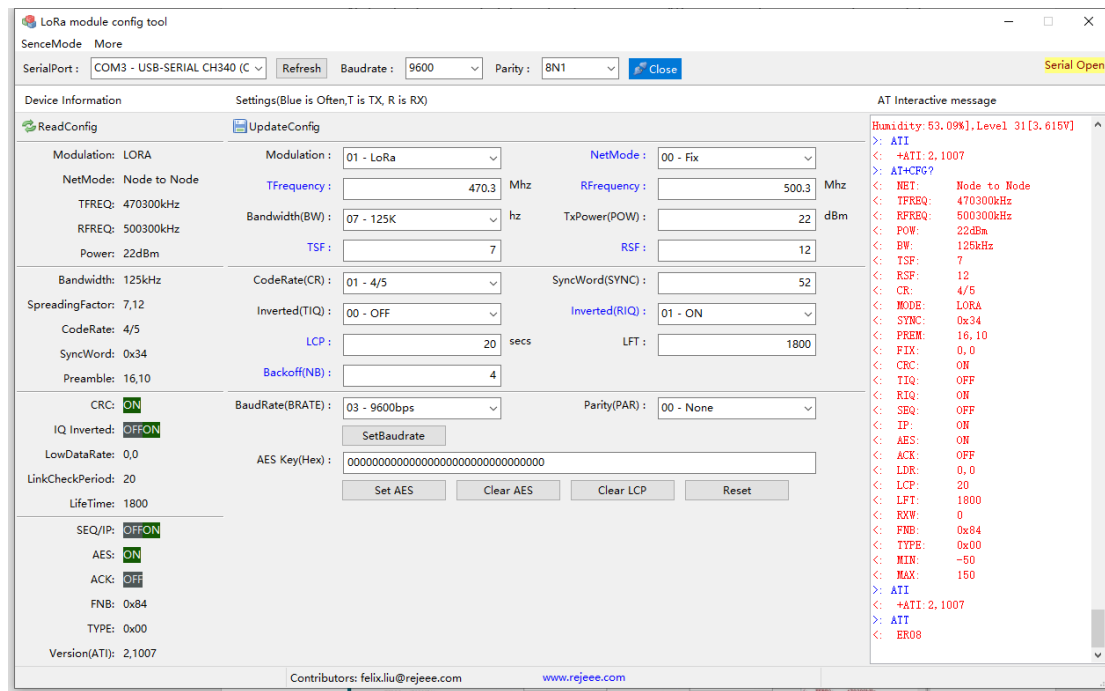 LoRa module config tool
SenceMode More
SerialPort : COM3 - USB-SERIAL CH340 (C Refresh Baudrate : 9600 Parity : 8N1 Close Serial Open
Device Information Settings(Blue is Often,T is TX, R is RX) AT Interactive message
ReadConfig
Modulation: LORA
NetMode: Node to Node
TFREQ: 470300kHz
RFREQ: 500300kHz
Power: 22dBm
Bandwidth: 125kHz
SpreadingFactor: 7,12
CodeRate: 4/5
SyncWord: 0x34
Preamble: 16,10
CRC: ON
IQ Inverted: OFFON
LowDataRate: 0,0
LinkCheckPeriod: 20
LifeTime: 1800
SEQ/IP: OFFON
AES: ON
ACK: OFF
FNB: 0x84
TYPE: 0x00
Version(ATI): 2,1007
UpdateConfig
Modulation : 01 - LoRa NetMode : 00 - Fix
TFrequency : 470.3 Mhz RFrequency : 500.3 Mhz
Bandwidth(BW) : 07 - 125K hz TxPower(POW) : 22 dBm
TSF : 7 RSF : 12
CodeRate(CR) : 01 - 4/5 SyncWord(SYNC) : 52
Inverted(TIQ) : 00 - OFF Inverted(RIQ) : 01 - ON
LCP : 20 secs LFT : 1800
Backoff(NB) : 4
BaudRate(BRATE) : 03 - 9600bps Parity(PAR) : 00 - None
SetBaudrate
AES Key(Hex) : 00000000000000000000000000000000
Set AES Clear AES Clear LCP Reset
Humidity:53.09%],Level 31[3.615V]
>: ATI
<: +ATI:2,1007
>: AT+CFG?
<: NET: Node to Node
<: TFREQ: 470300kHz
<: RFREQ: 500300kHz
<: POW: 22dBm
<: BW: 125kHz
<: TSF: 7
<: RSF: 12
<: CR: 4/5
<: MODE: LORA
<: SYNC: 0x34
<: PREM: 16,10
<: FIX: 0,0
<: CRC: ON
<: TIQ: OFF
<: RIQ: ON
<: SEQ: OFF
<: IP: ON
<: AES: ON
<: ACK: OFF
<: LDR: 0,0
<: LCP: 20
<: LFT: 1800
<: RXW: 0
<: FNB: 0x84
<: TYPE: 0x00
<: MIN: -50
<: MAX: 150
>: ATI
<: +ATI:2,1007
>: ATT
<: ER08
Contributors: felix.liu@rejeee.com www.rejeee.com